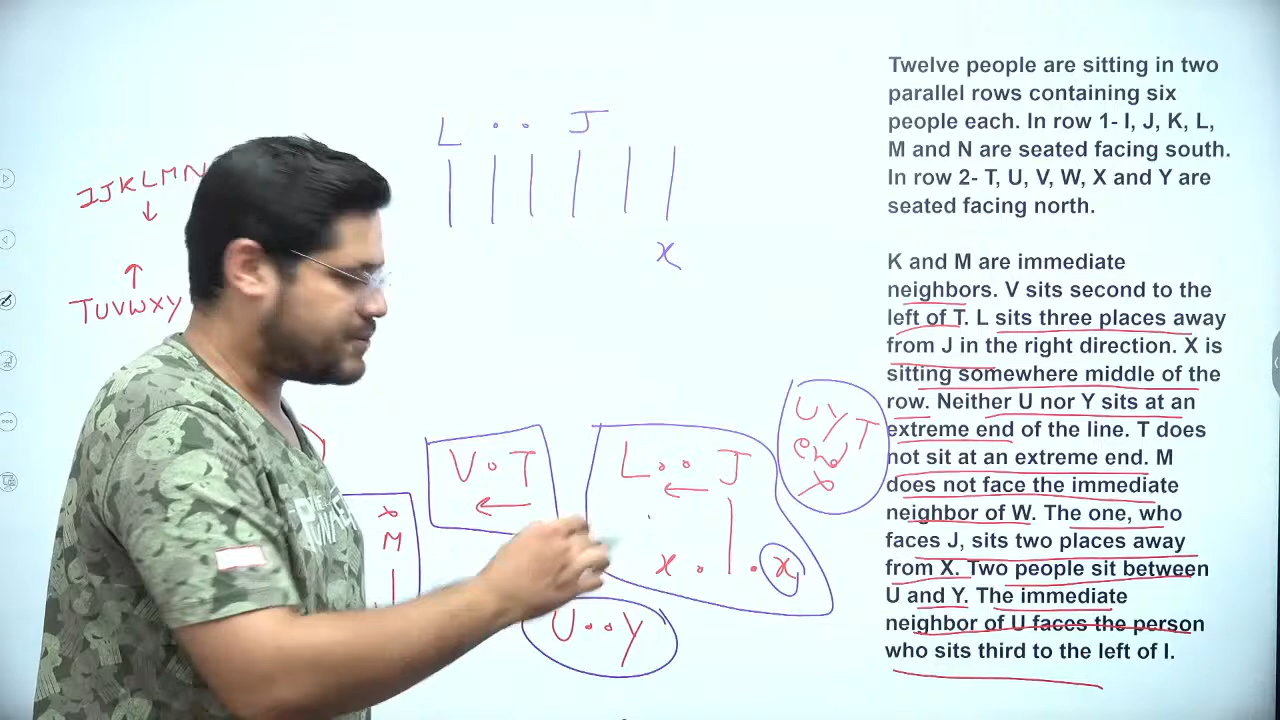 Twelve people are sitting in two
parallel rows containing six
people each. In row 1- I, J, K, L,
M and N are seated facing south.
In row 2- T, U, V, W, X and Y are
seated facing north.
K and M are immediate
neighbors. V sits second to the
left of T. L sits three places away
from J in the right direction. X is
sitting somewhere middle of the
row. Neither U nor Y sits at an
extreme end of the line. T does
not sit at an extreme end. M
does not face the immediate
neighbor of W. The one, who
faces J, sits two places away
from X. Two people sit between
U and Y. The immediate
neighbor of U faces the person
who sits third to the left of I.
L . . J
x
IJKLMN
↓
↑
TUVWXY
V . T
←
L . . J
←
x . | . x
U . . Y
U Y T
end
x
x
M